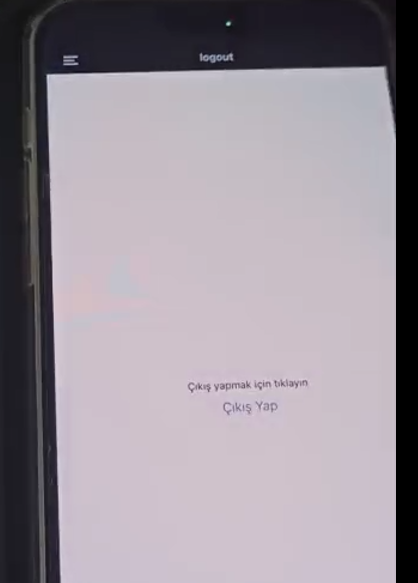 logout
Çıkış yapmak için tıklayın
Çıkış Yap